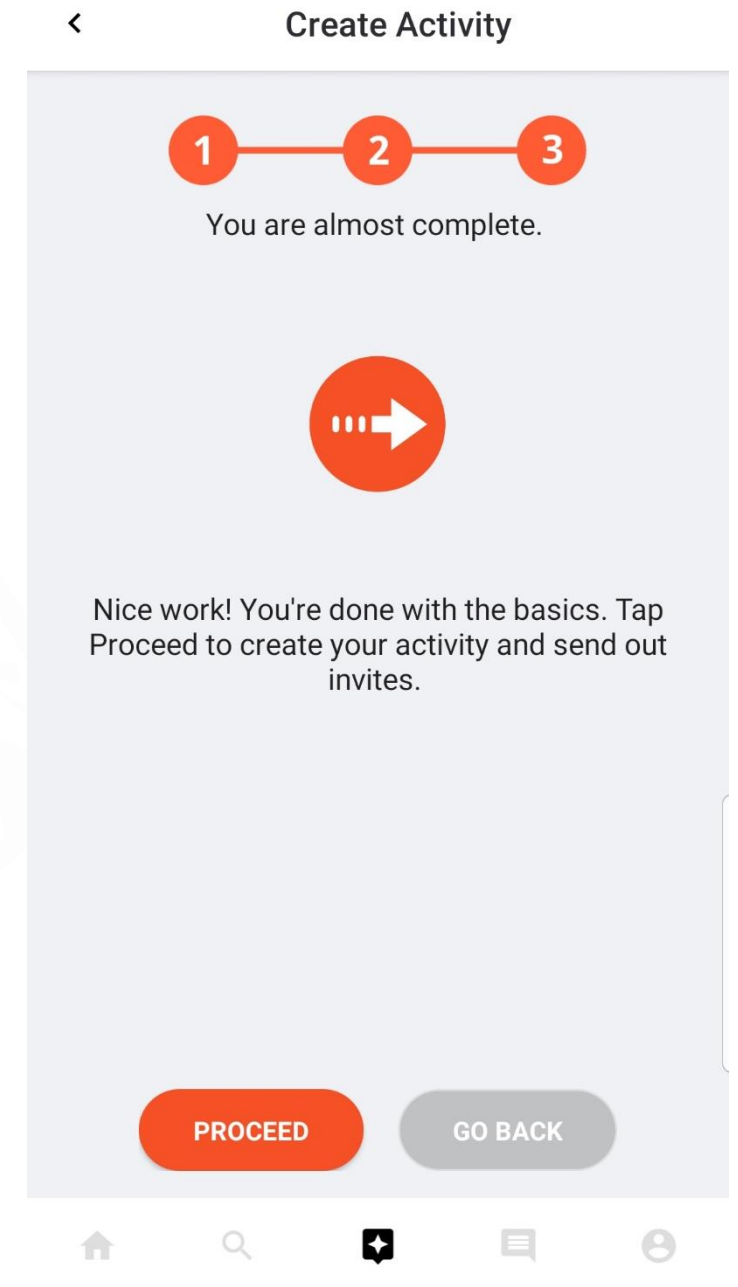 Create Activity
1 2 3
You are almost complete.
Nice work! You're done with the basics. Tap
Proceed to create your activity and send out
invites.
PROCEED GO BACK